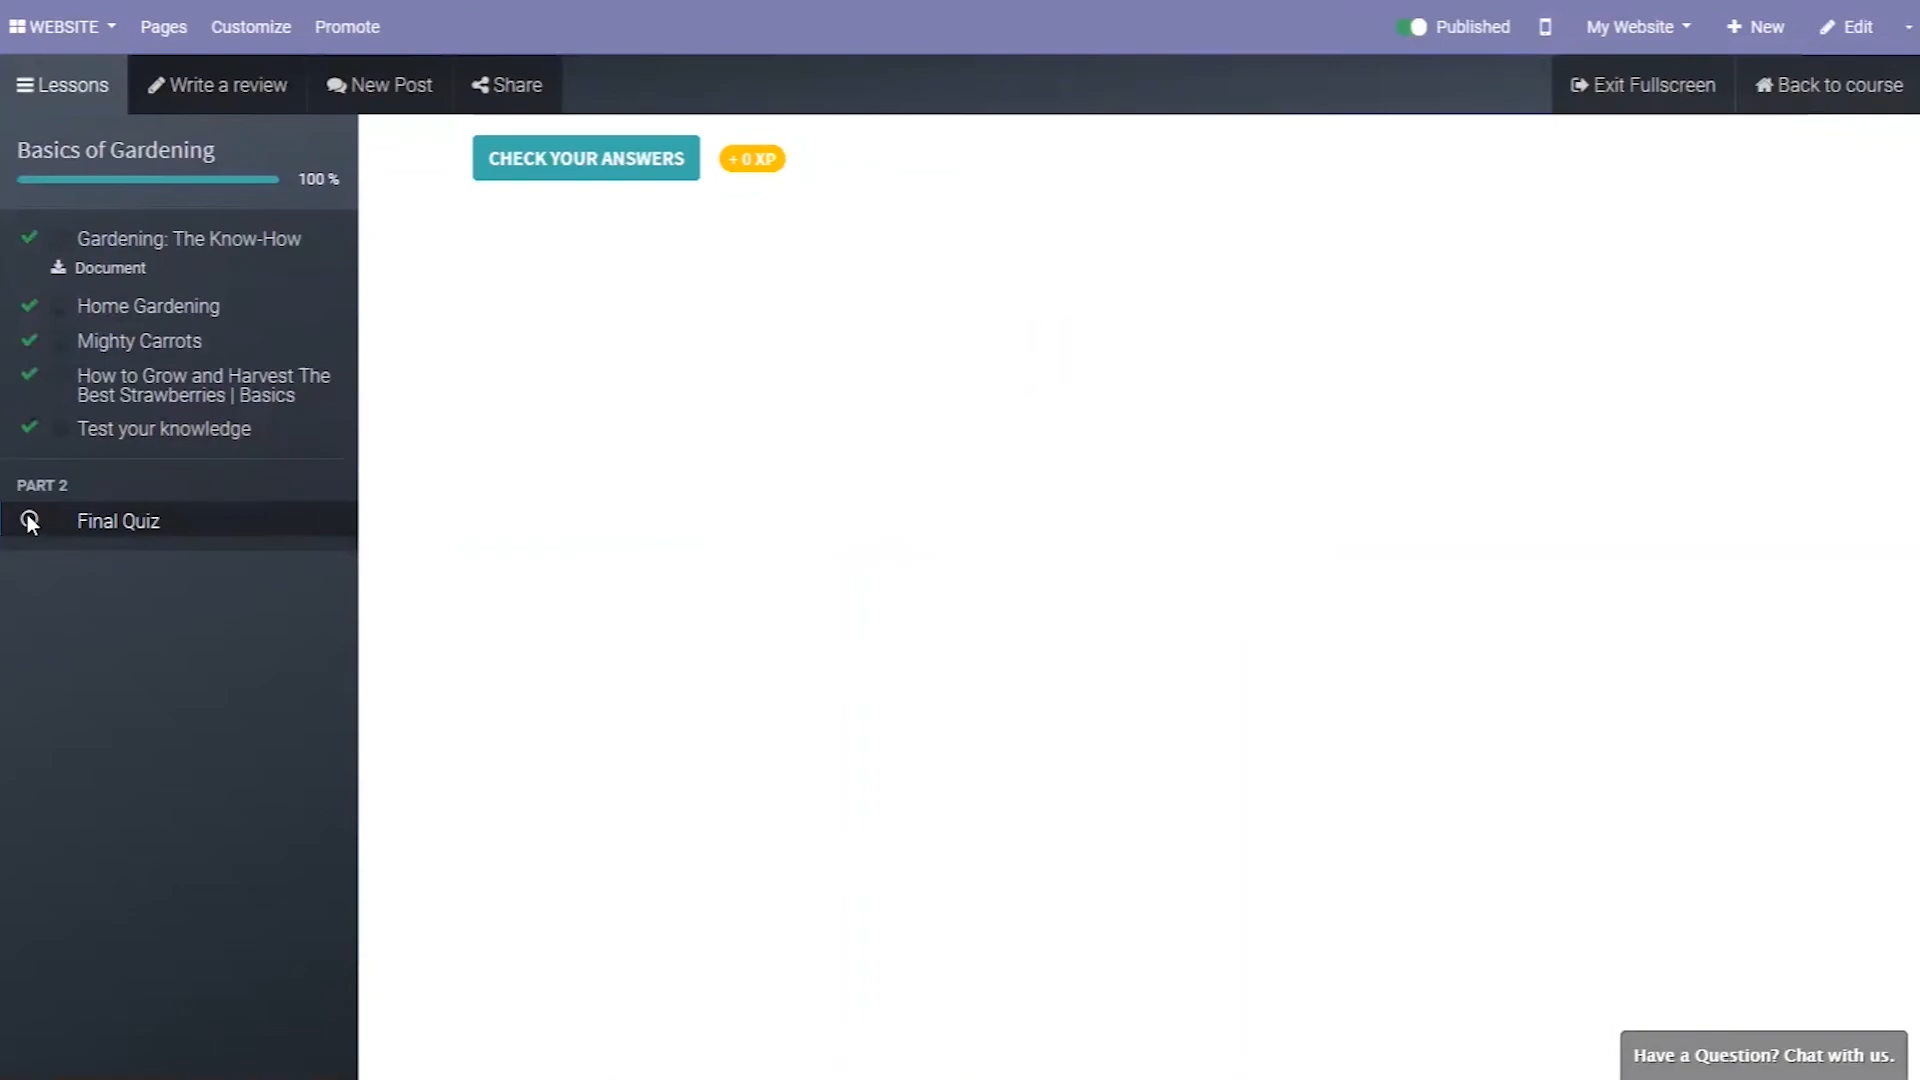 WEBSITE Pages Customize Promote Published My Website New Edit
Lessons Write a review New Post Share Exit Fullscreen Back to course
Basics of Gardening
100 %
CHECK YOUR ANSWERS + 0 XP
Gardening: The Know-How
Document
Home Gardening
Mighty Carrots
How to Grow and Harvest The
Best Strawberries | Basics
Test your knowledge
PART 2
Final Quiz
Have a Question? Chat with us.